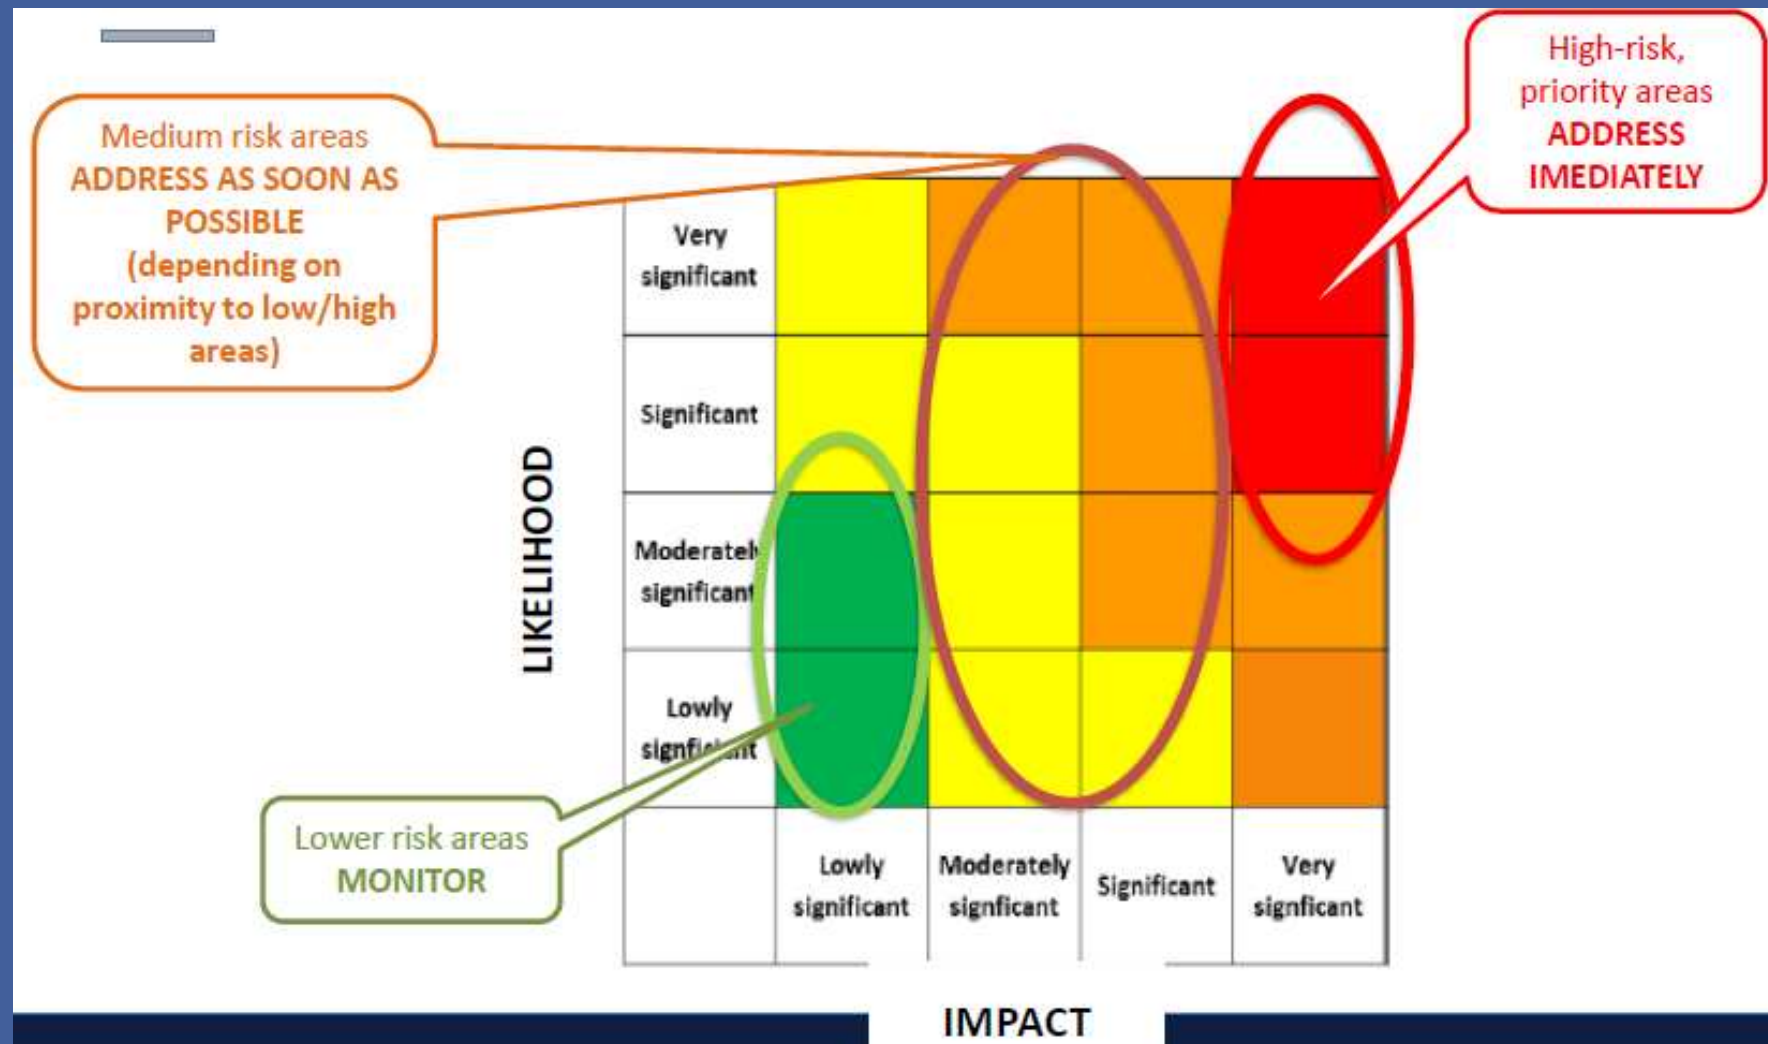 High-risk,
priority areas
ADDRESS
IMEDIATELY
Medium risk areas
ADDRESS AS SOON AS
POSSIBLE
(depending on
proximity to low/high
areas)
LIKELIHOOD
Very
significant
Significant
Moderately
significant
Lowly
signficiant
Lower risk areas
MONITOR
Lowly
significant
Moderately
signficant
Significant
Very
signficant
IMPACT